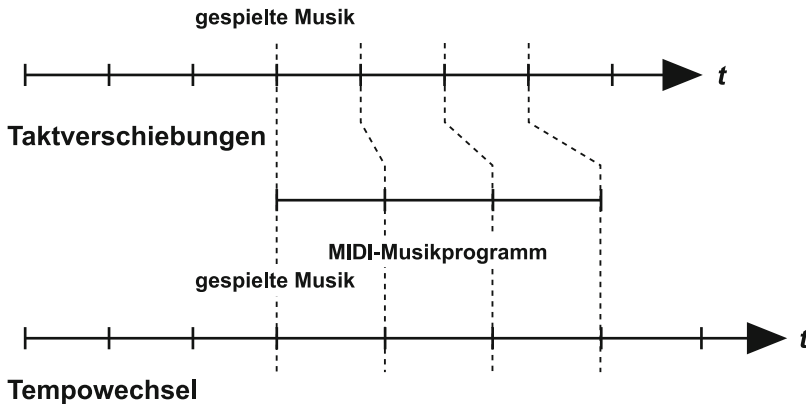 gespielte Musik
t
Taktverschiebungen
MIDI-Musikprogramm
gespielte Musik
t
Tempowechsel